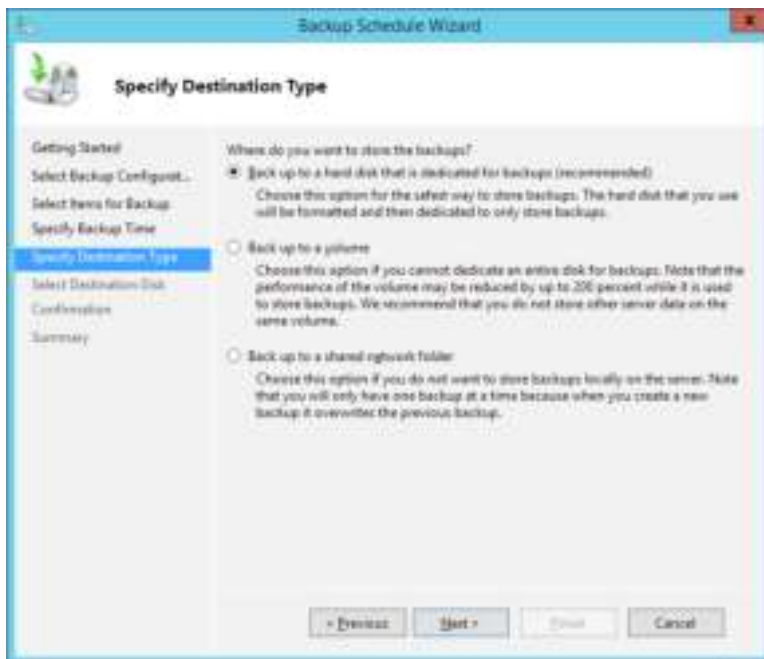 Backup Schedule Wizard
Specify Destination Type
Getting Started
Select Backup Configurat...
Select Items for Backup
Specify Backup Time
Specify Destination Type
Select Destination Disk
Confirmation
Summary
Where do you want to store the backups?
Back up to a hard disk that is dedicated for backups (recommended)
Choose this option for the safest way to store backups. The hard disk that you use
will be formatted and then dedicated to only store backups.
Back up to a volume
Choose this option if you cannot dedicate an entire disk for backups. Note that the
performance of the volume may be reduced by up to 200 percent while it is used
to store backups. We recommend that you do not store other server data on the
same volume.
Back up to a shared network folder
Choose this option if you do not want to store backups locally on the server. Note
that you will only have one backup at a time because when you create a new
backup it overwrites the previous backup.
< Previous
Next >
Finish
Cancel